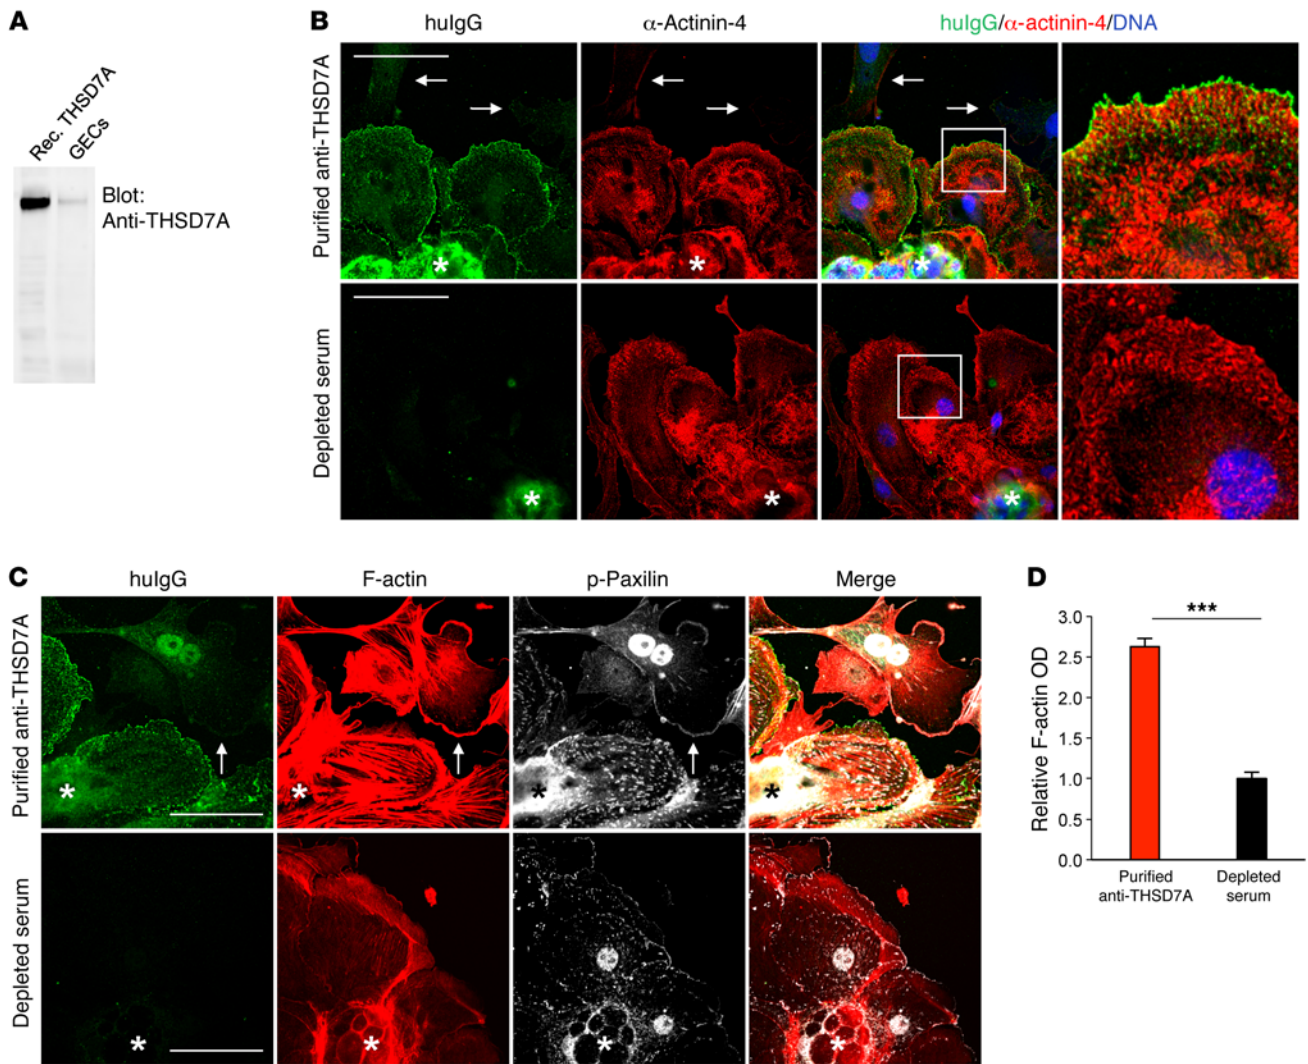 A
Rec. THSD7A
GECs
Blot:
Anti-THSD7A
B
huIgG
α-Actinin-4
huIgG/α-actinin-4/DNA
Purified anti-THSD7A
*
*
*
Depleted serum
*
*
*
C
huIgG
F-actin
p-Paxilin
Merge
Purified anti-THSD7A
*
*
*
*
Depleted serum
*
*
*
*
D
***
Relative F-actin OD
3.0
2.5
2.0
1.5
1.0
0.5
0.0
Purified
anti-THSD7A
Depleted
serum